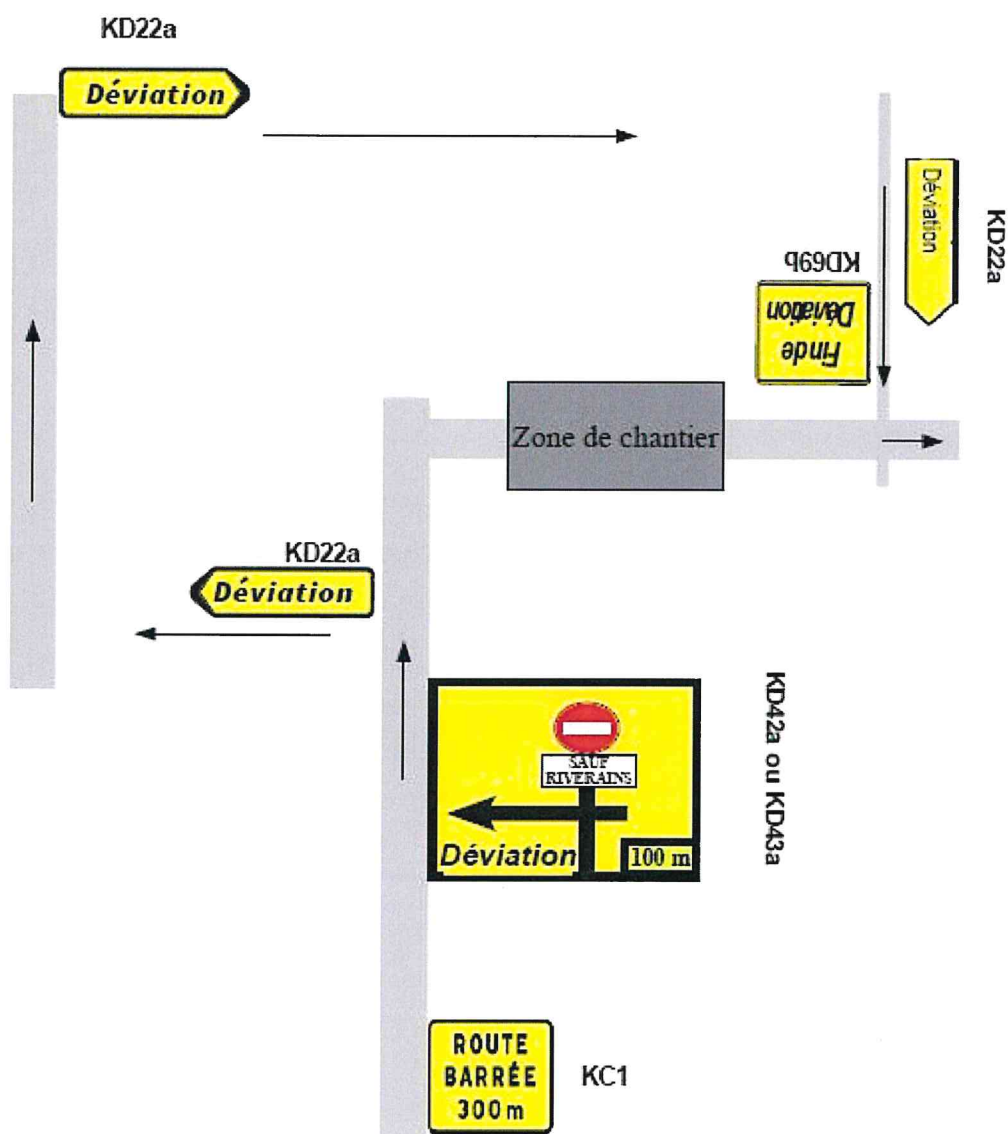 KD22a
Déviation
Déviation
KD22a
KD69b
Fin de
Déviation
Zone de chantier
KD22a
Déviation
SAUF
RIVERAINS
Déviation
100 m
KD42a ou KD43a
ROUTE
BARRÉE
300 m
KC1